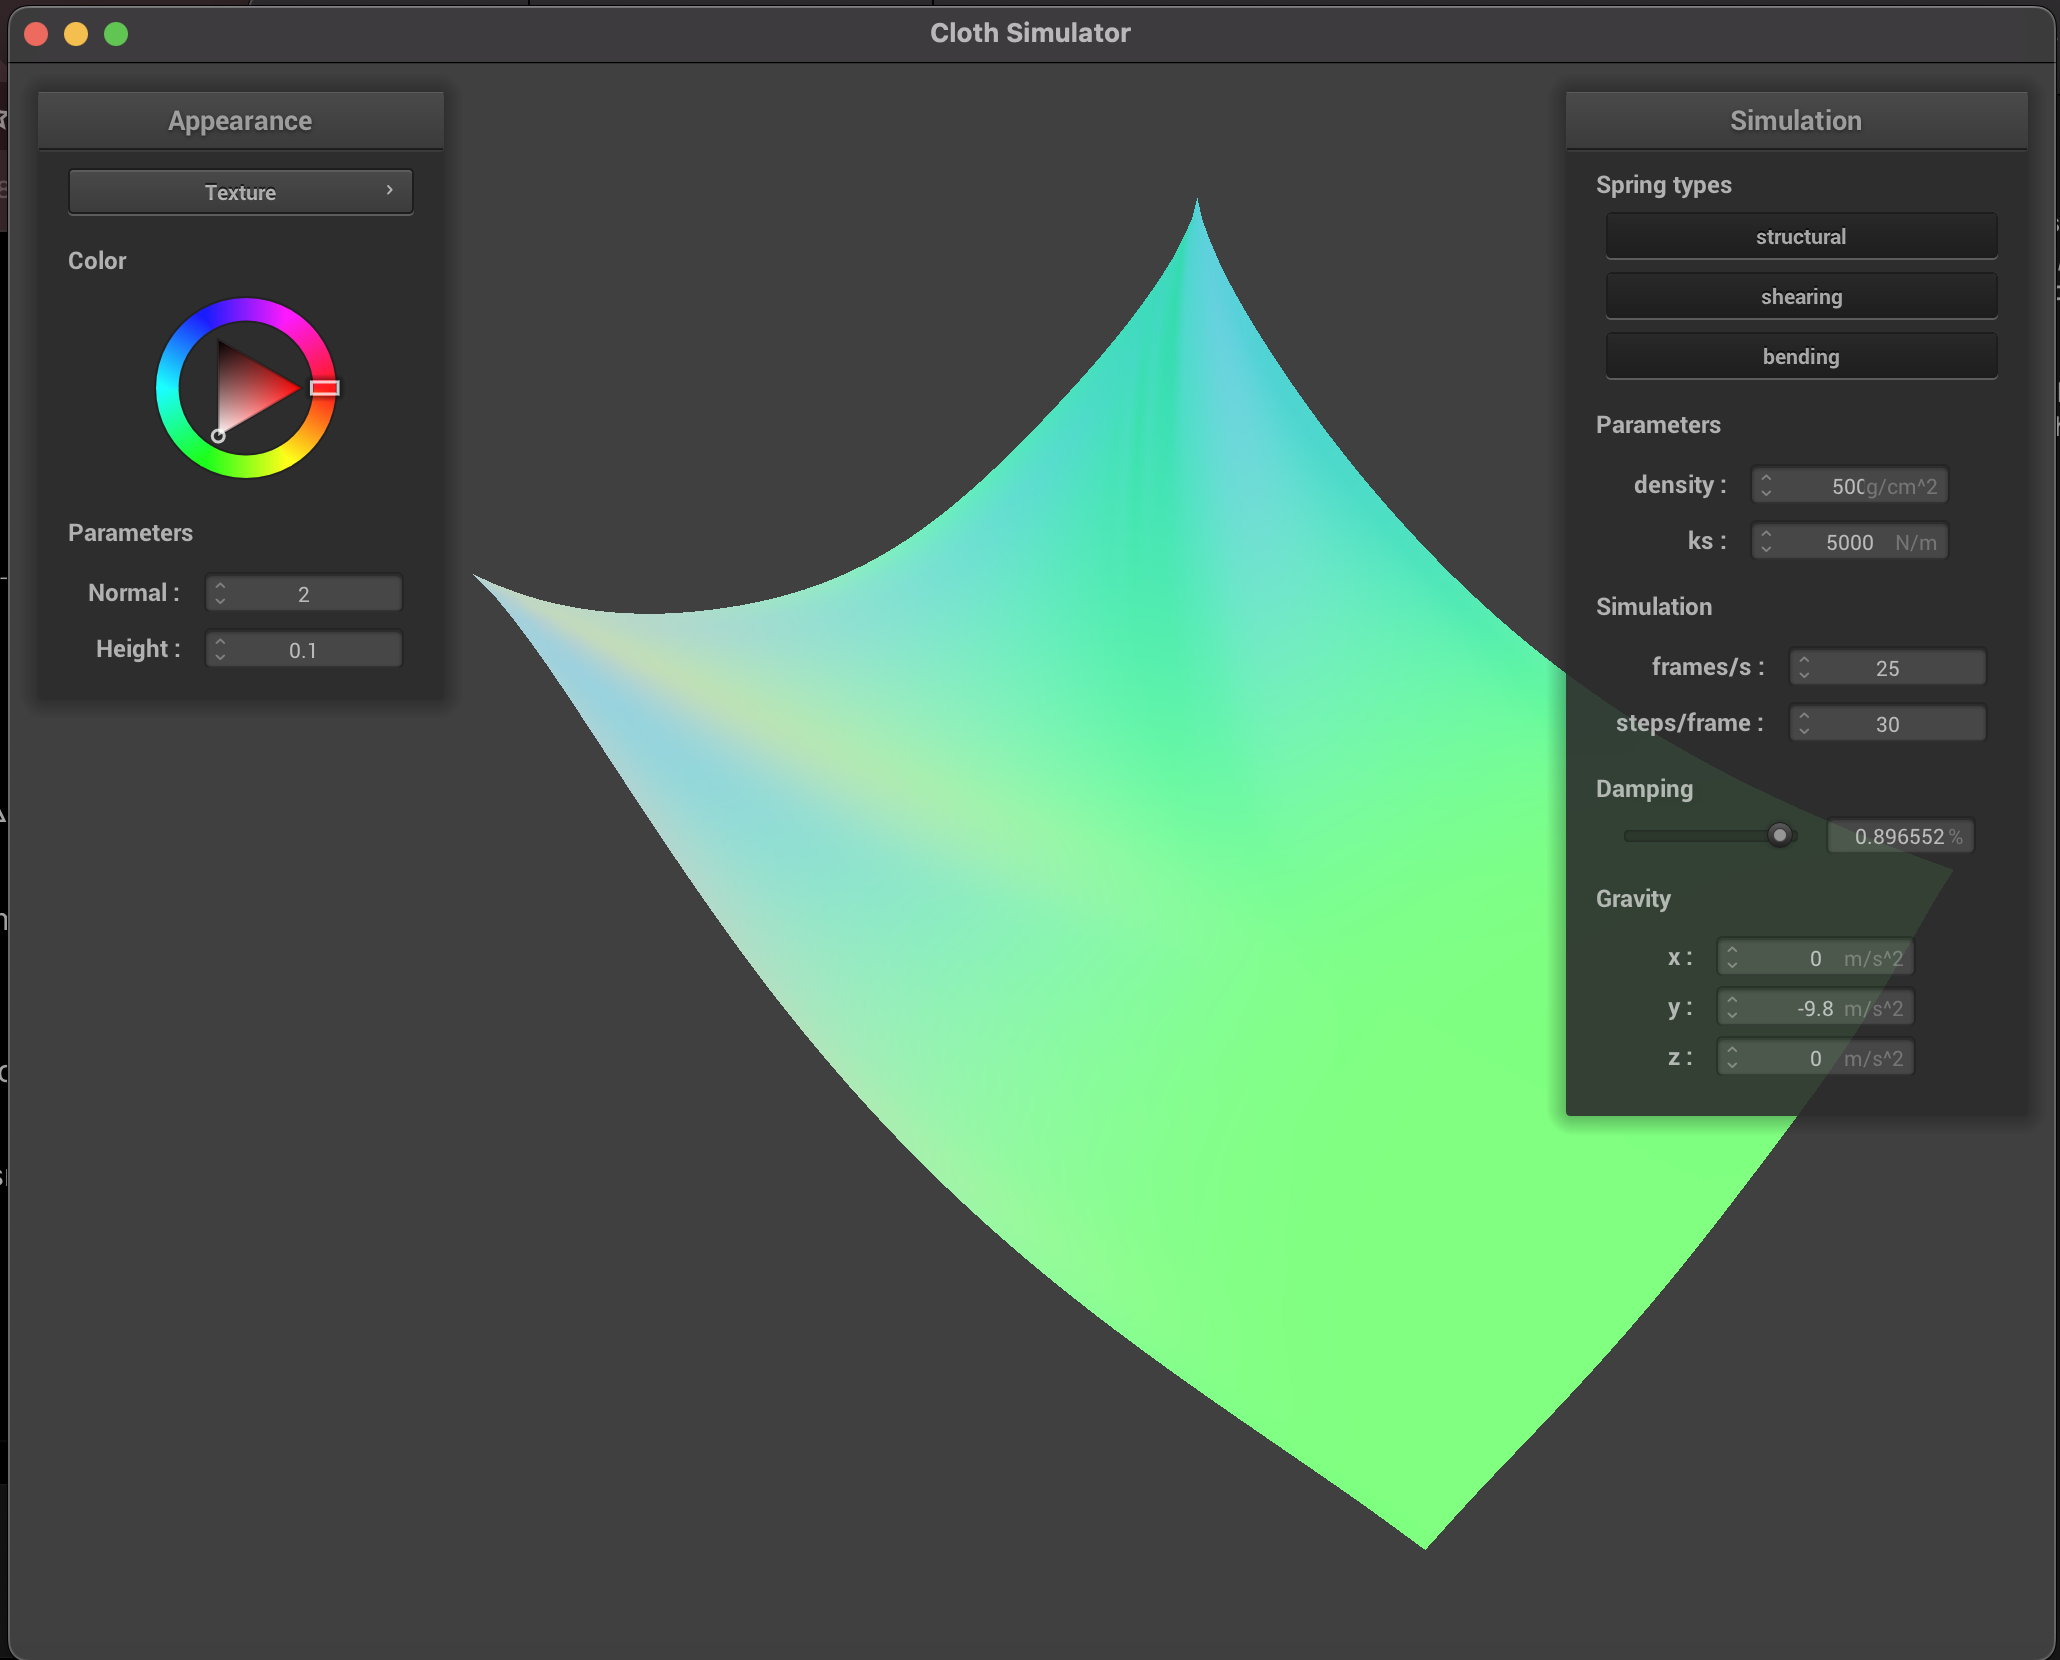 Cloth Simulator
Appearance
Texture
Color
Parameters
Normal : 2
Height : 0.1
Simulation
Spring types
structural
shearing
bending
Parameters
density : 500 g/cm^2
ks : 5000 N/m
Simulation
frames/s : 25
steps/frame : 30
Damping
0.896552 %
Gravity
x : 0 m/s^2
y : -9.8 m/s^2
z : 0 m/s^2